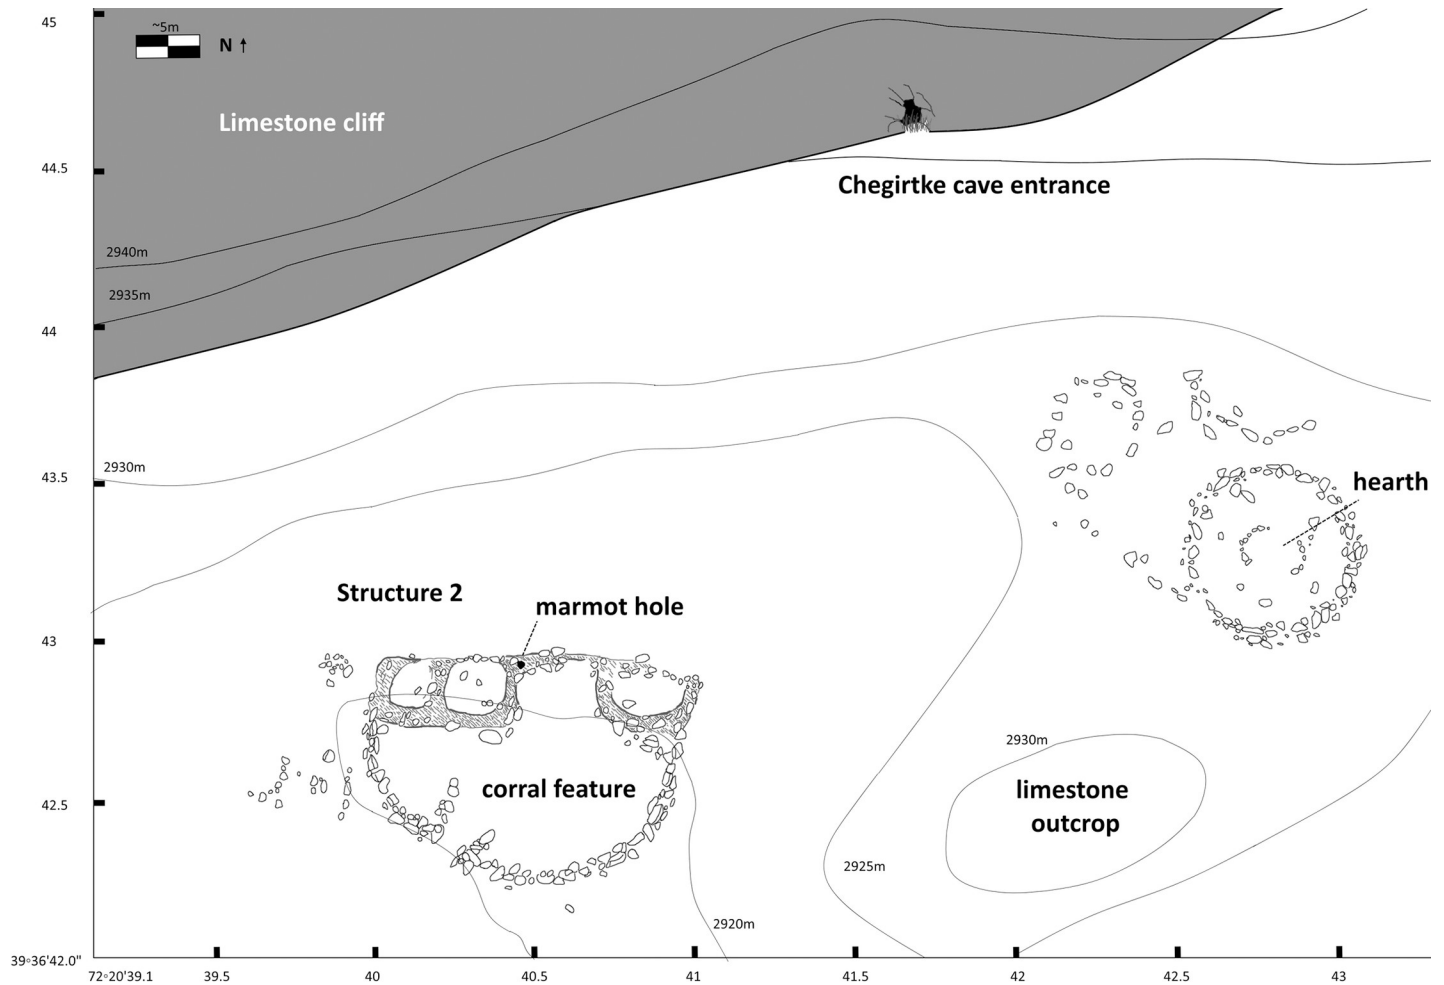 45
~5m
N ↑
Limestone cliff
44.5
Chegirtke cave entrance
2940m
2935m
44
2930m
43.5
hearth
Structure 2
marmot hole
43
2930m
corral feature
limestone
outcrop
42.5
2925m
2920m
39◦36'42.0"
72◦20'39.1
39.5
40
40.5
41
41.5
42
42.5
43